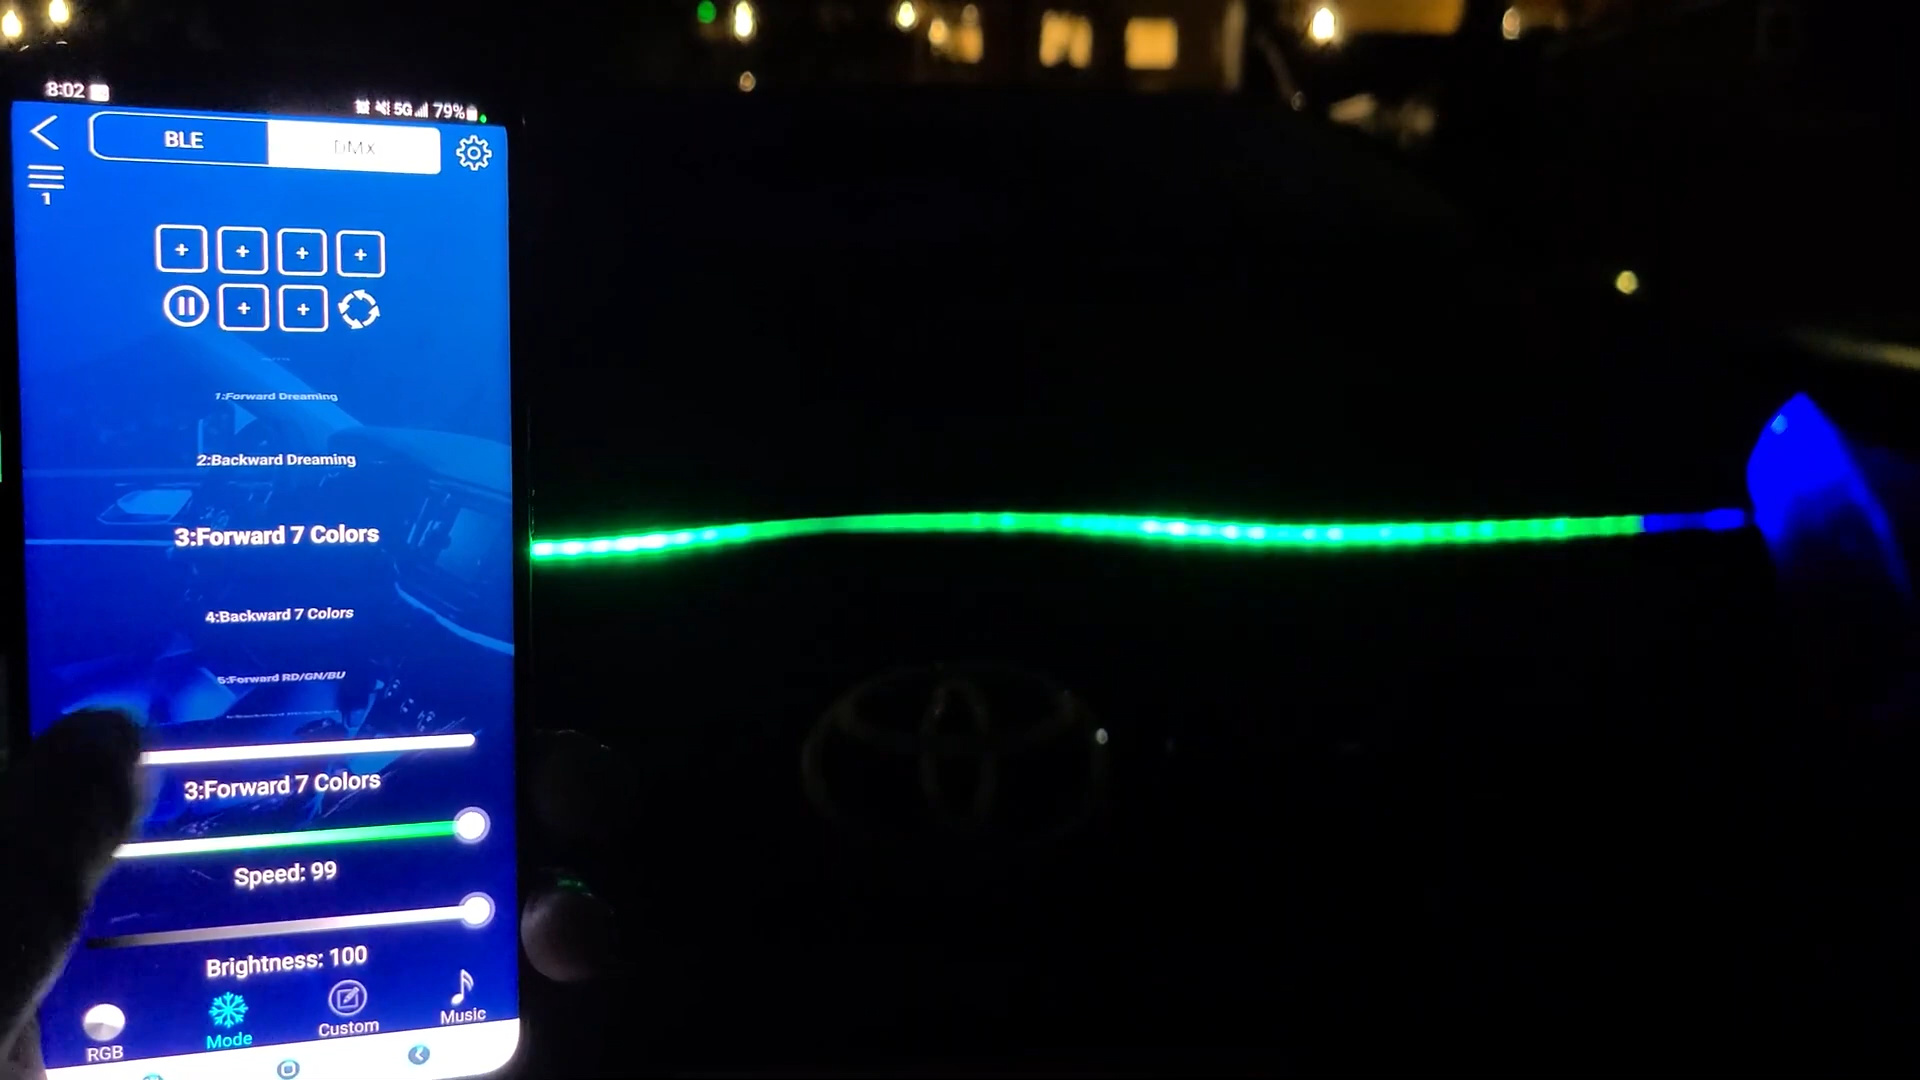 8:02
5G 79%
BLE
DMX
1
1:Forward Dreaming
2:Backward Dreaming
3:Forward 7 Colors
4:Backward 7 Colors
5:Forward RD/GN/BU
3:Forward 7 Colors
Speed: 99
Brightness: 100
RGB
Mode
Custom
Music